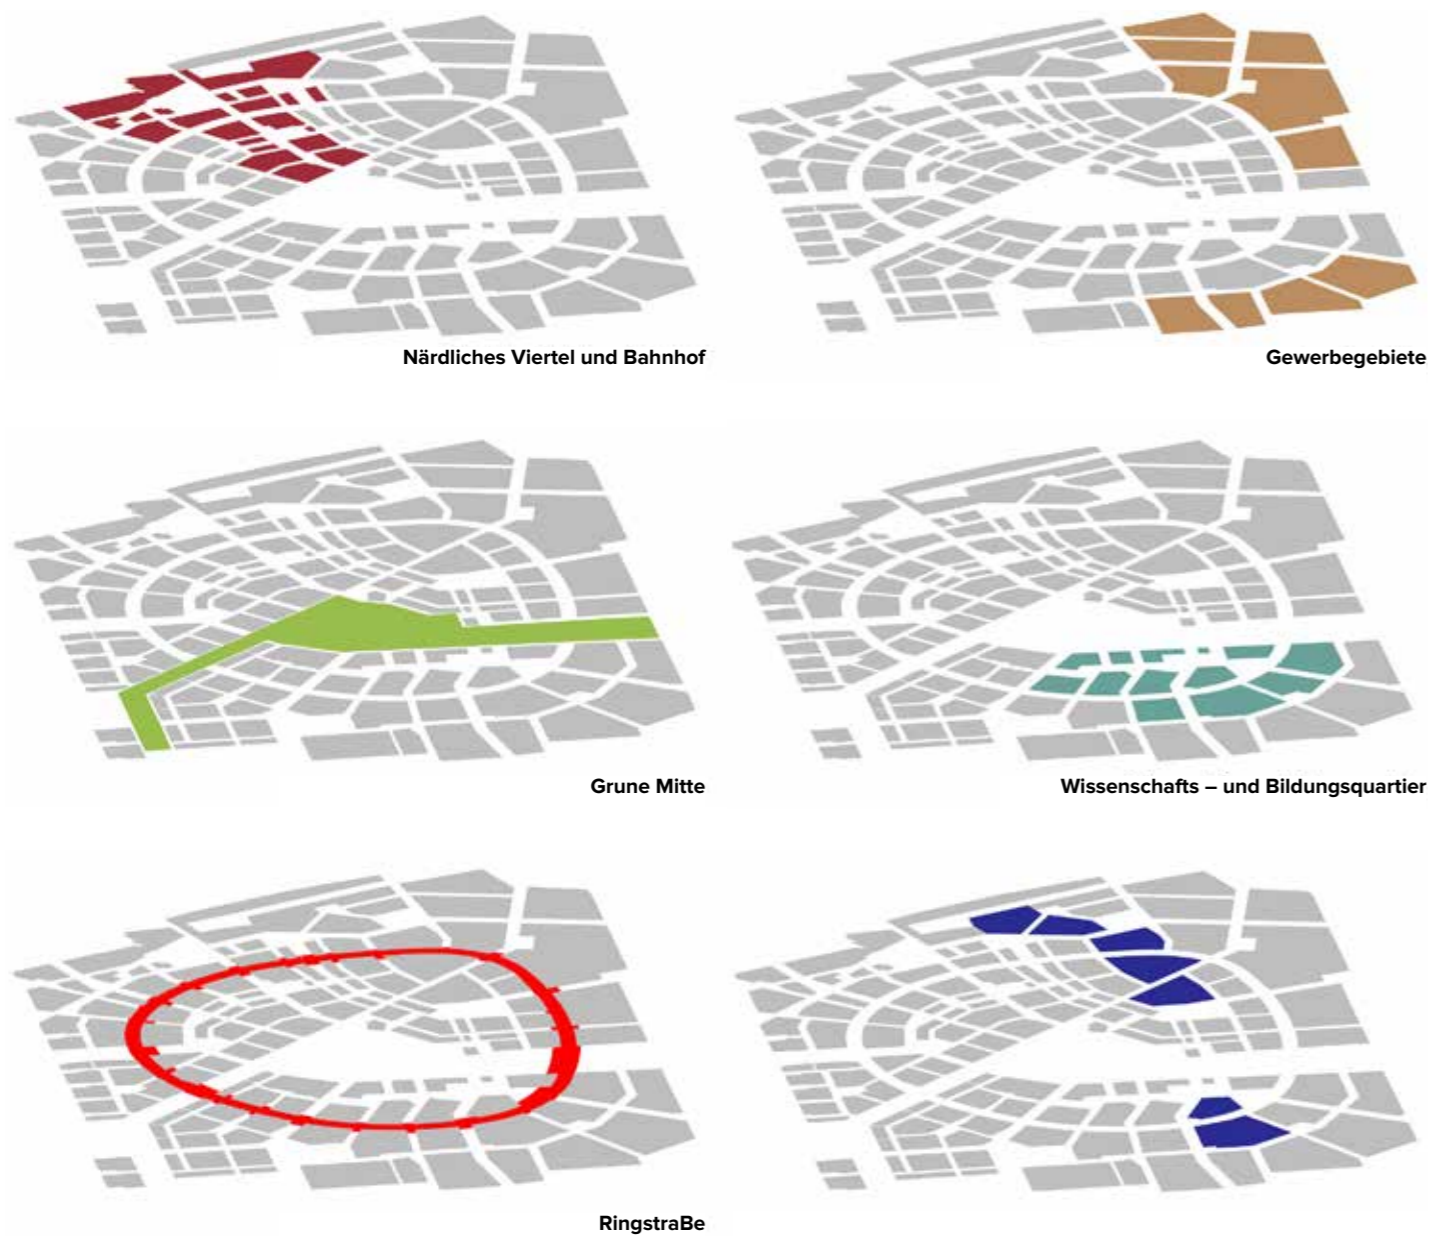 Närdliches Viertel und Bahnhof
Gewerbegebiete
Grune Mitte
Wissenschafts – und Bildungsquartier
RingstraBe